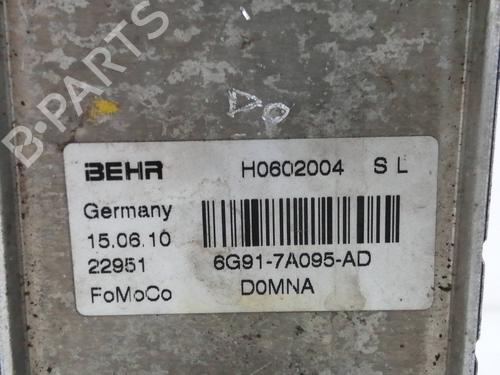 B-PARTS
DO
BEHR H0602004 S L
Germany
15.06.10
22951 6G91-7A095-AD
FoMoCo D0MNA